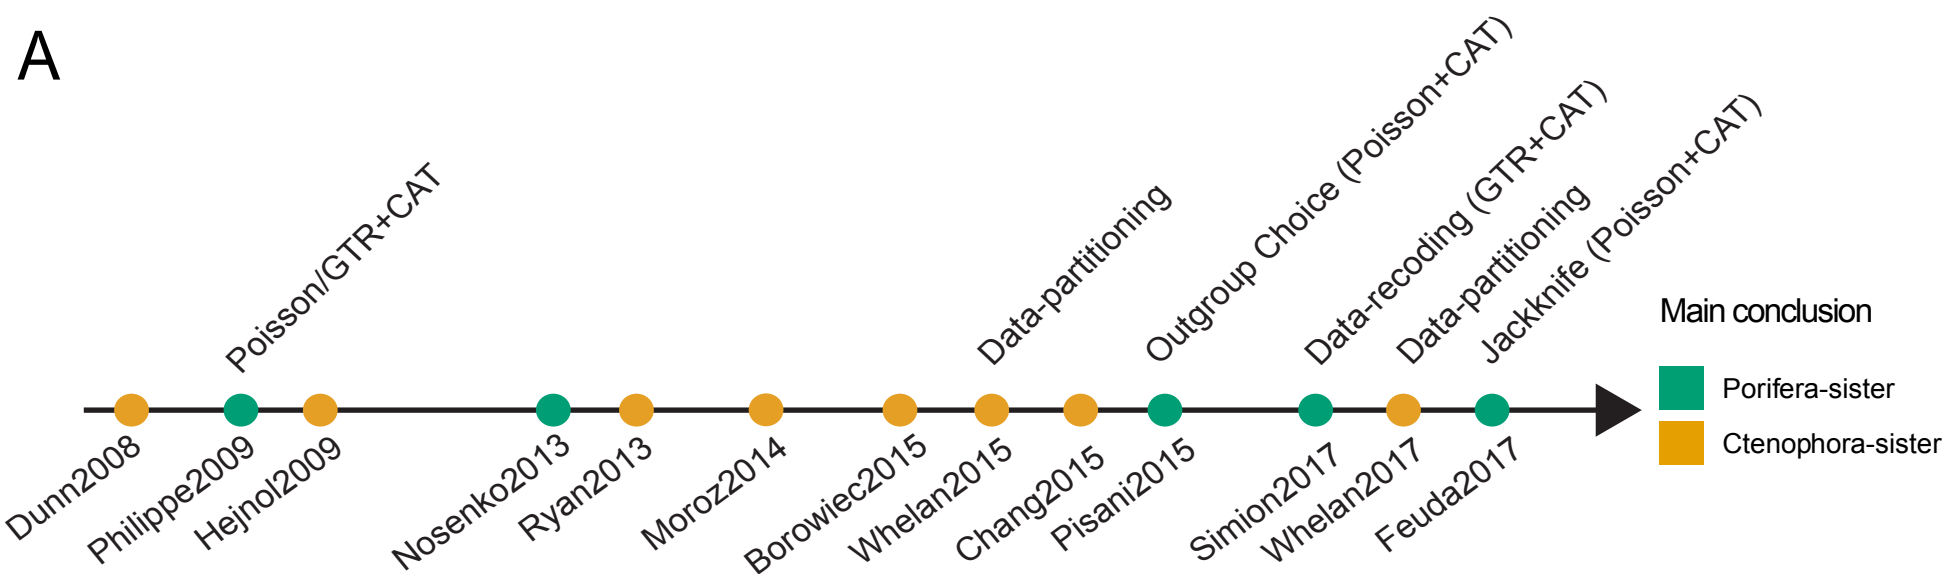 A
Poisson/GTR+CAT
Data-partitioning
Outgroup Choice (Poisson+CAT)
Data-recoding (GTR+CAT)
Data-partitioning
Jackknife (Poisson+CAT)
Dunn2008
Philippe2009
Hejnol2009
Nosenko2013
Ryan2013
Moroz2014
Borowiec2015
Whelan2015
Chang2015
Pisani2015
Simion2017
Whelan2017
Feuda2017
Main conclusion
Porifera-sister
Ctenophora-sister